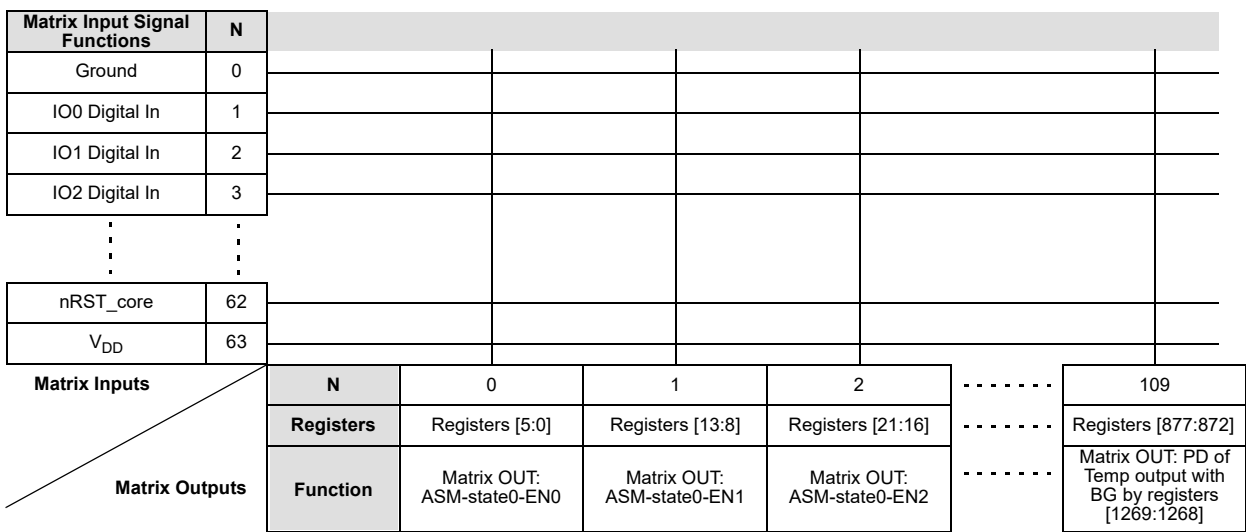 Matrix Input Signal
Functions
N
Ground
0
IO0 Digital In
1
IO1 Digital In
2
IO2 Digital In
3
nRST_core
62
VDD
63
Matrix Inputs
N
0
1
2
109
Registers
Registers [5:0]
Registers [13:8]
Registers [21:16]
Registers [877:872]
Matrix Outputs
Function
Matrix OUT:
ASM-state0-EN0
Matrix OUT:
ASM-state0-EN1
Matrix OUT:
ASM-state0-EN2
Matrix OUT: PD of
Temp output with
BG by registers
[1269:1268]